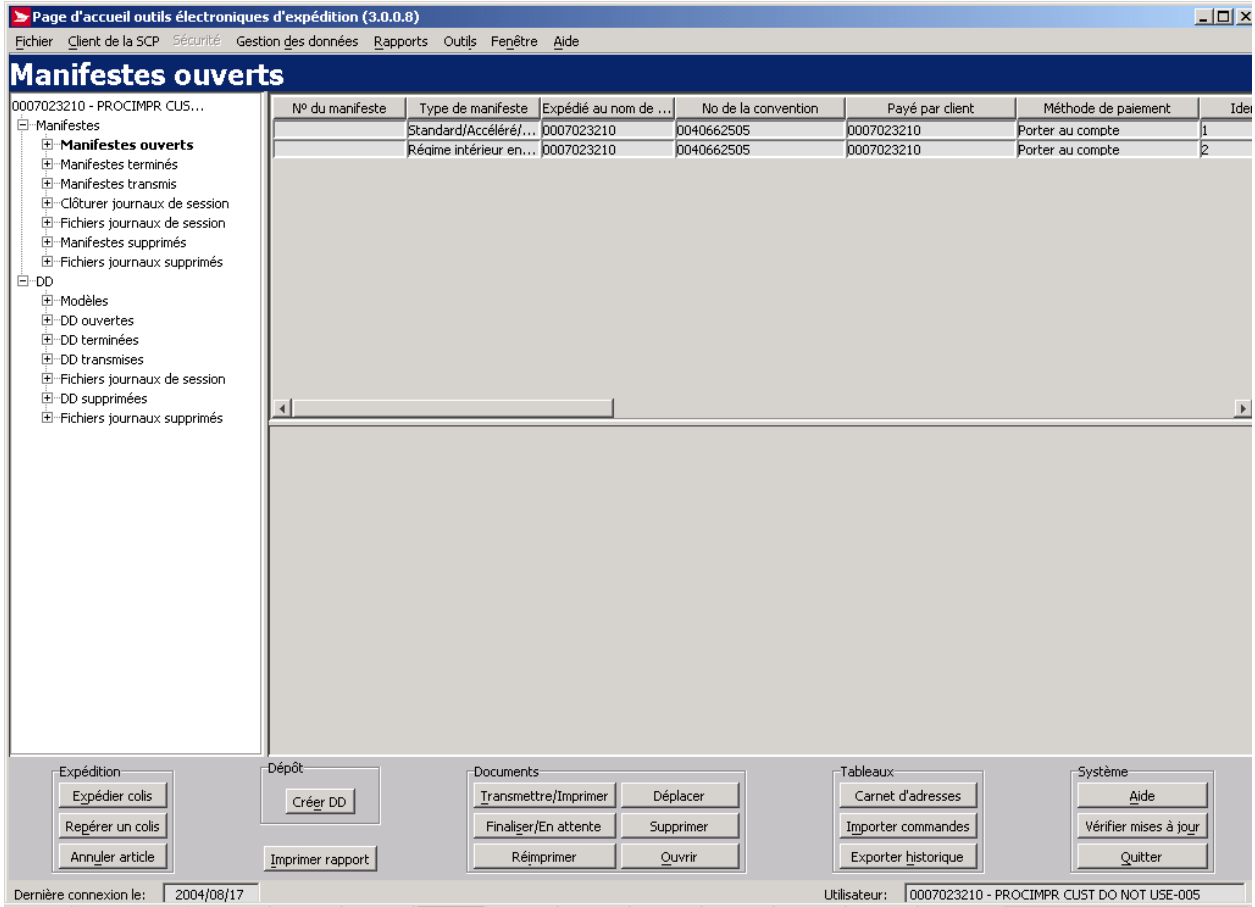 Page d'accueil outils électroniques d'expédition (3.0.0.8)
Fichier Client de la SCP Sécurité Gestion des données Rapports Outils Fenêtre Aide
Manifestes ouverts
0007023210 - PROCIMPR CUS...
Manifestes
Manifestes ouverts
Manifestes terminés
Manifestes transmis
Clôturer journaux de session
Fichiers journaux de session
Manifestes supprimés
Fichiers journaux supprimés
DD
Modèles
DD ouvertes
DD terminées
DD transmises
Fichiers journaux de session
DD supprimées
Fichiers journaux supprimés
Nº du manifeste Type de manifeste Expédié au nom de ... No de la convention Payé par client Méthode de paiement Iden
Standard/Accéléré/... 0007023210 0040662505 0007023210 Porter au compte 1
Régime intérieur en... 0007023210 0040662505 0007023210 Porter au compte 2
Expédition
Expédier colis
Repérer un colis
Annuler article
Dépôt
Créer DD
Imprimer rapport
Documents
Transmettre/Imprimer Déplacer
Finaliser/En attente Supprimer
Réimprimer Ouvrir
Tableaux
Carnet d'adresses
Importer commandes
Exporter historique
Système
Aide
Vérifier mises à jour
Quitter
Dernière connexion le: 2004/08/17 Utilisateur: 0007023210 - PROCIMPR CUST DO NOT USE-005